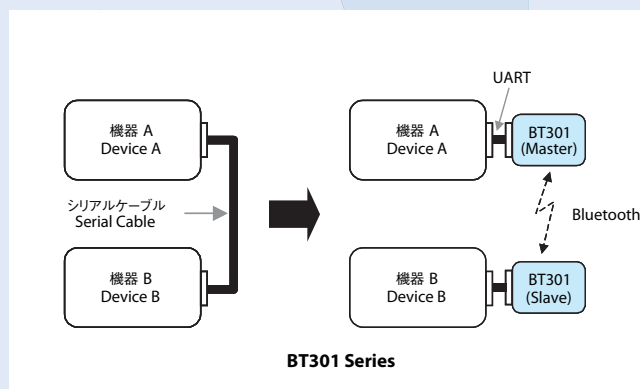 機器 A
Device A
シリアルケーブル
Serial Cable
機器 B
Device B
UART
機器 A
Device A
BT301
(Master)
Bluetooth
機器 B
Device B
BT301
(Slave)
BT301 Series